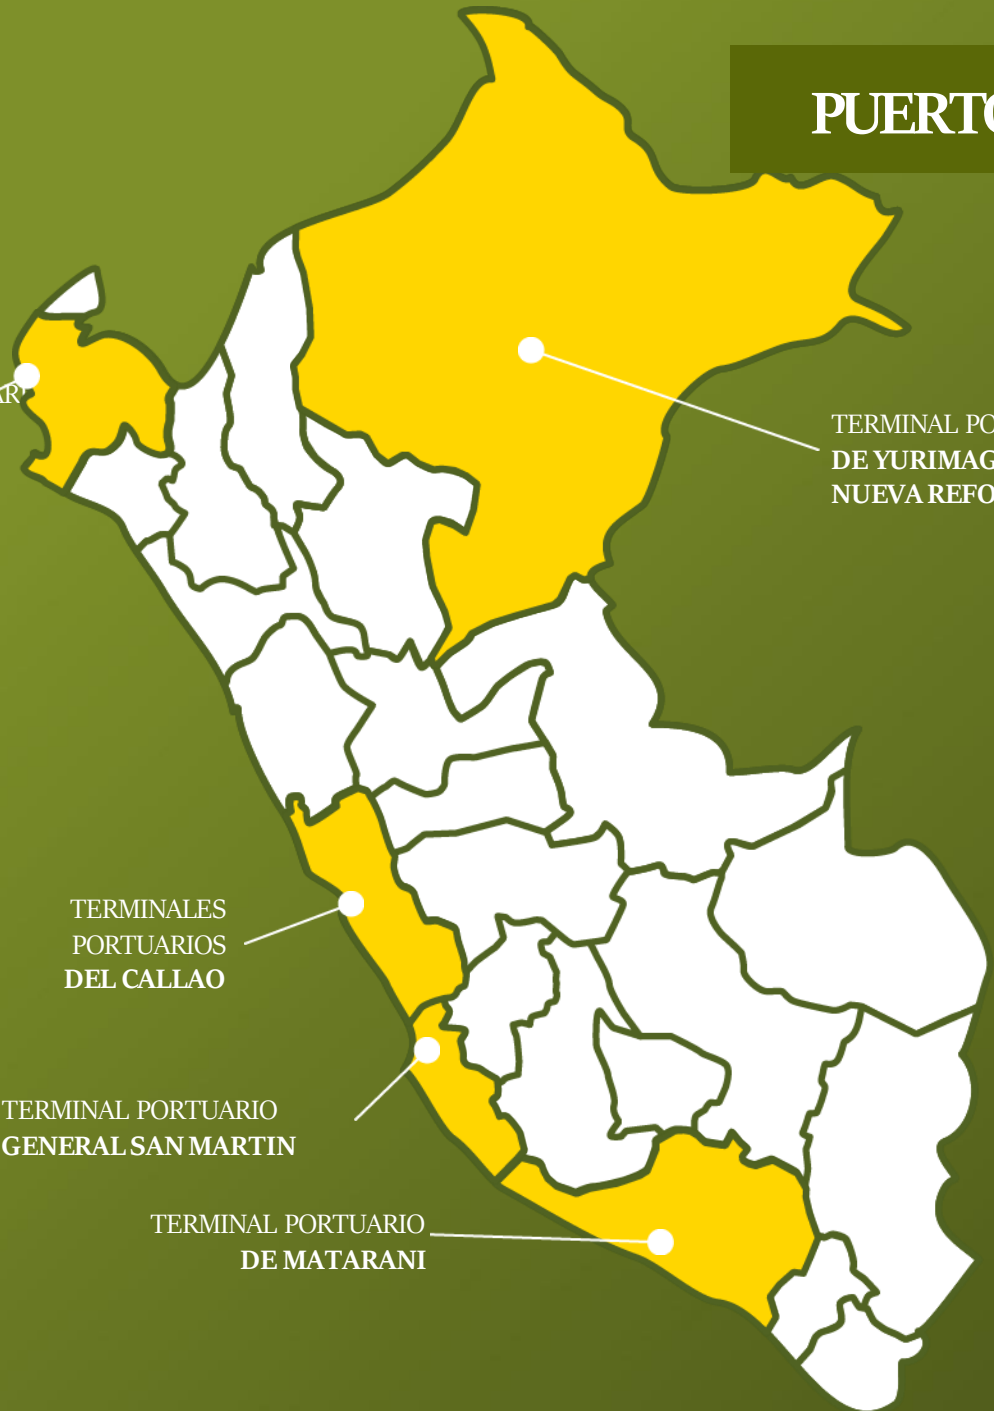 PUERTO
TERMINAL PO
DE YURIMAG
NUEVA REFO
TERMINALES
PORTUARIOS
DEL CALLAO
TERMINAL PORTUARIO
GENERAL SAN MARTIN
TERMINAL PORTUARIO
DE MATARANI